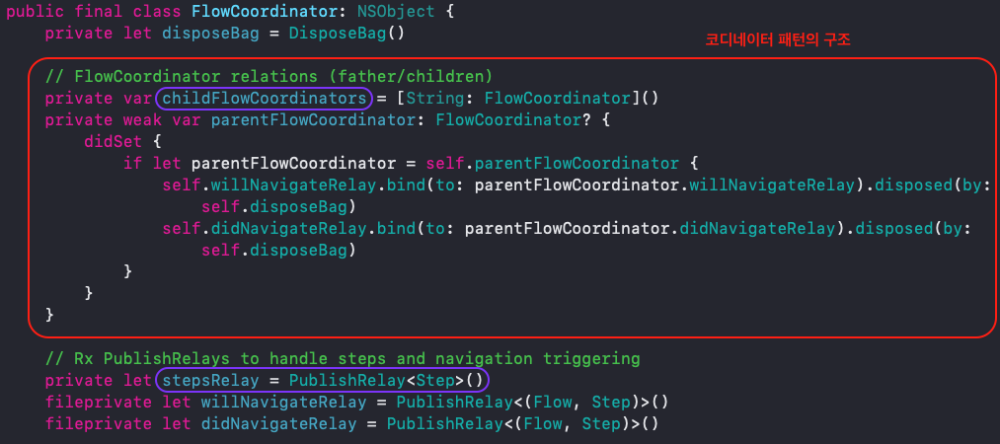 public final class FlowCoordinator: NSObject {
    private let disposeBag = DisposeBag()
코디네이터 패턴의 구조
    // FlowCoordinator relations (father/children)
    private var childFlowCoordinators = [String: FlowCoordinator]()
    private weak var parentFlowCoordinator: FlowCoordinator? {
        didSet {
            if let parentFlowCoordinator = self.parentFlowCoordinator {
                self.willNavigateRelay.bind(to: parentFlowCoordinator.willNavigateRelay).disposed(by:
                    self.disposeBag)
                self.didNavigateRelay.bind(to: parentFlowCoordinator.didNavigateRelay).disposed(by:
                    self.disposeBag)
            }
        }
    }
    // Rx PublishRelays to handle steps and navigation triggering
    private let stepsRelay = PublishRelay<Step>()
    fileprivate let willNavigateRelay = PublishRelay<(Flow, Step)>()
    fileprivate let didNavigateRelay = PublishRelay<(Flow, Step)>()